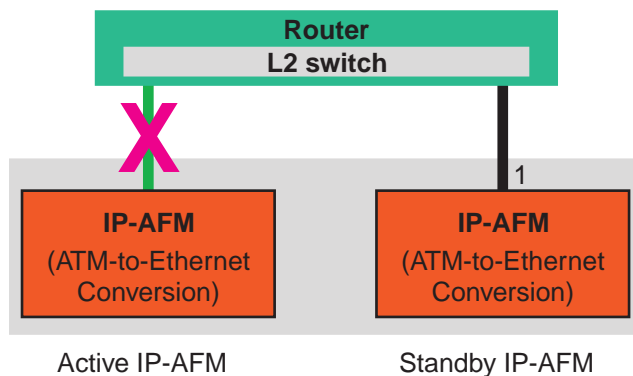 Router
L2 switch
X
1
IP-AFM
(ATM-to-Ethernet
Conversion)
IP-AFM
(ATM-to-Ethernet
Conversion)
Active IP-AFM
Standby IP-AFM